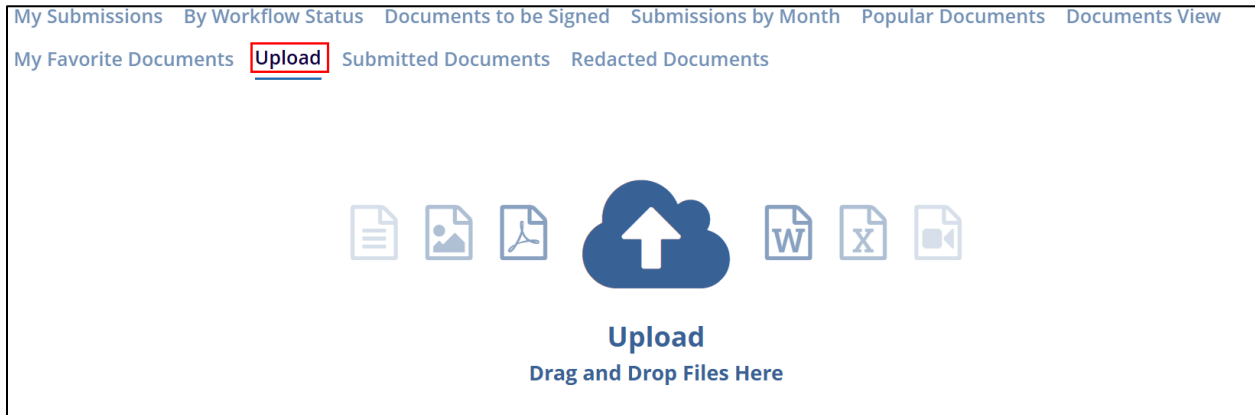 My Submissions By Workflow Status Documents to be Signed Submissions by Month Popular Documents Documents View
My Favorite Documents Upload Submitted Documents Redacted Documents
W X
Upload
Drag and Drop Files Here